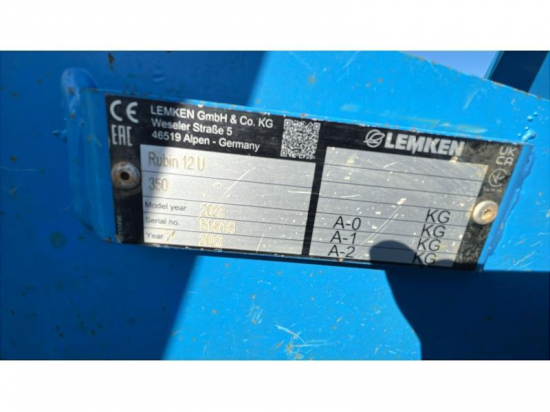 CE
EAC
LEMKEN GmbH & Co. KG
Weseler Straße 5
46519 Alpen - Germany
LEMKEN
UK
CA
Rubin 12 U
350
Model year
Serial no.
Year
KG
A-0 KG
A-1 KG
A-2 KG